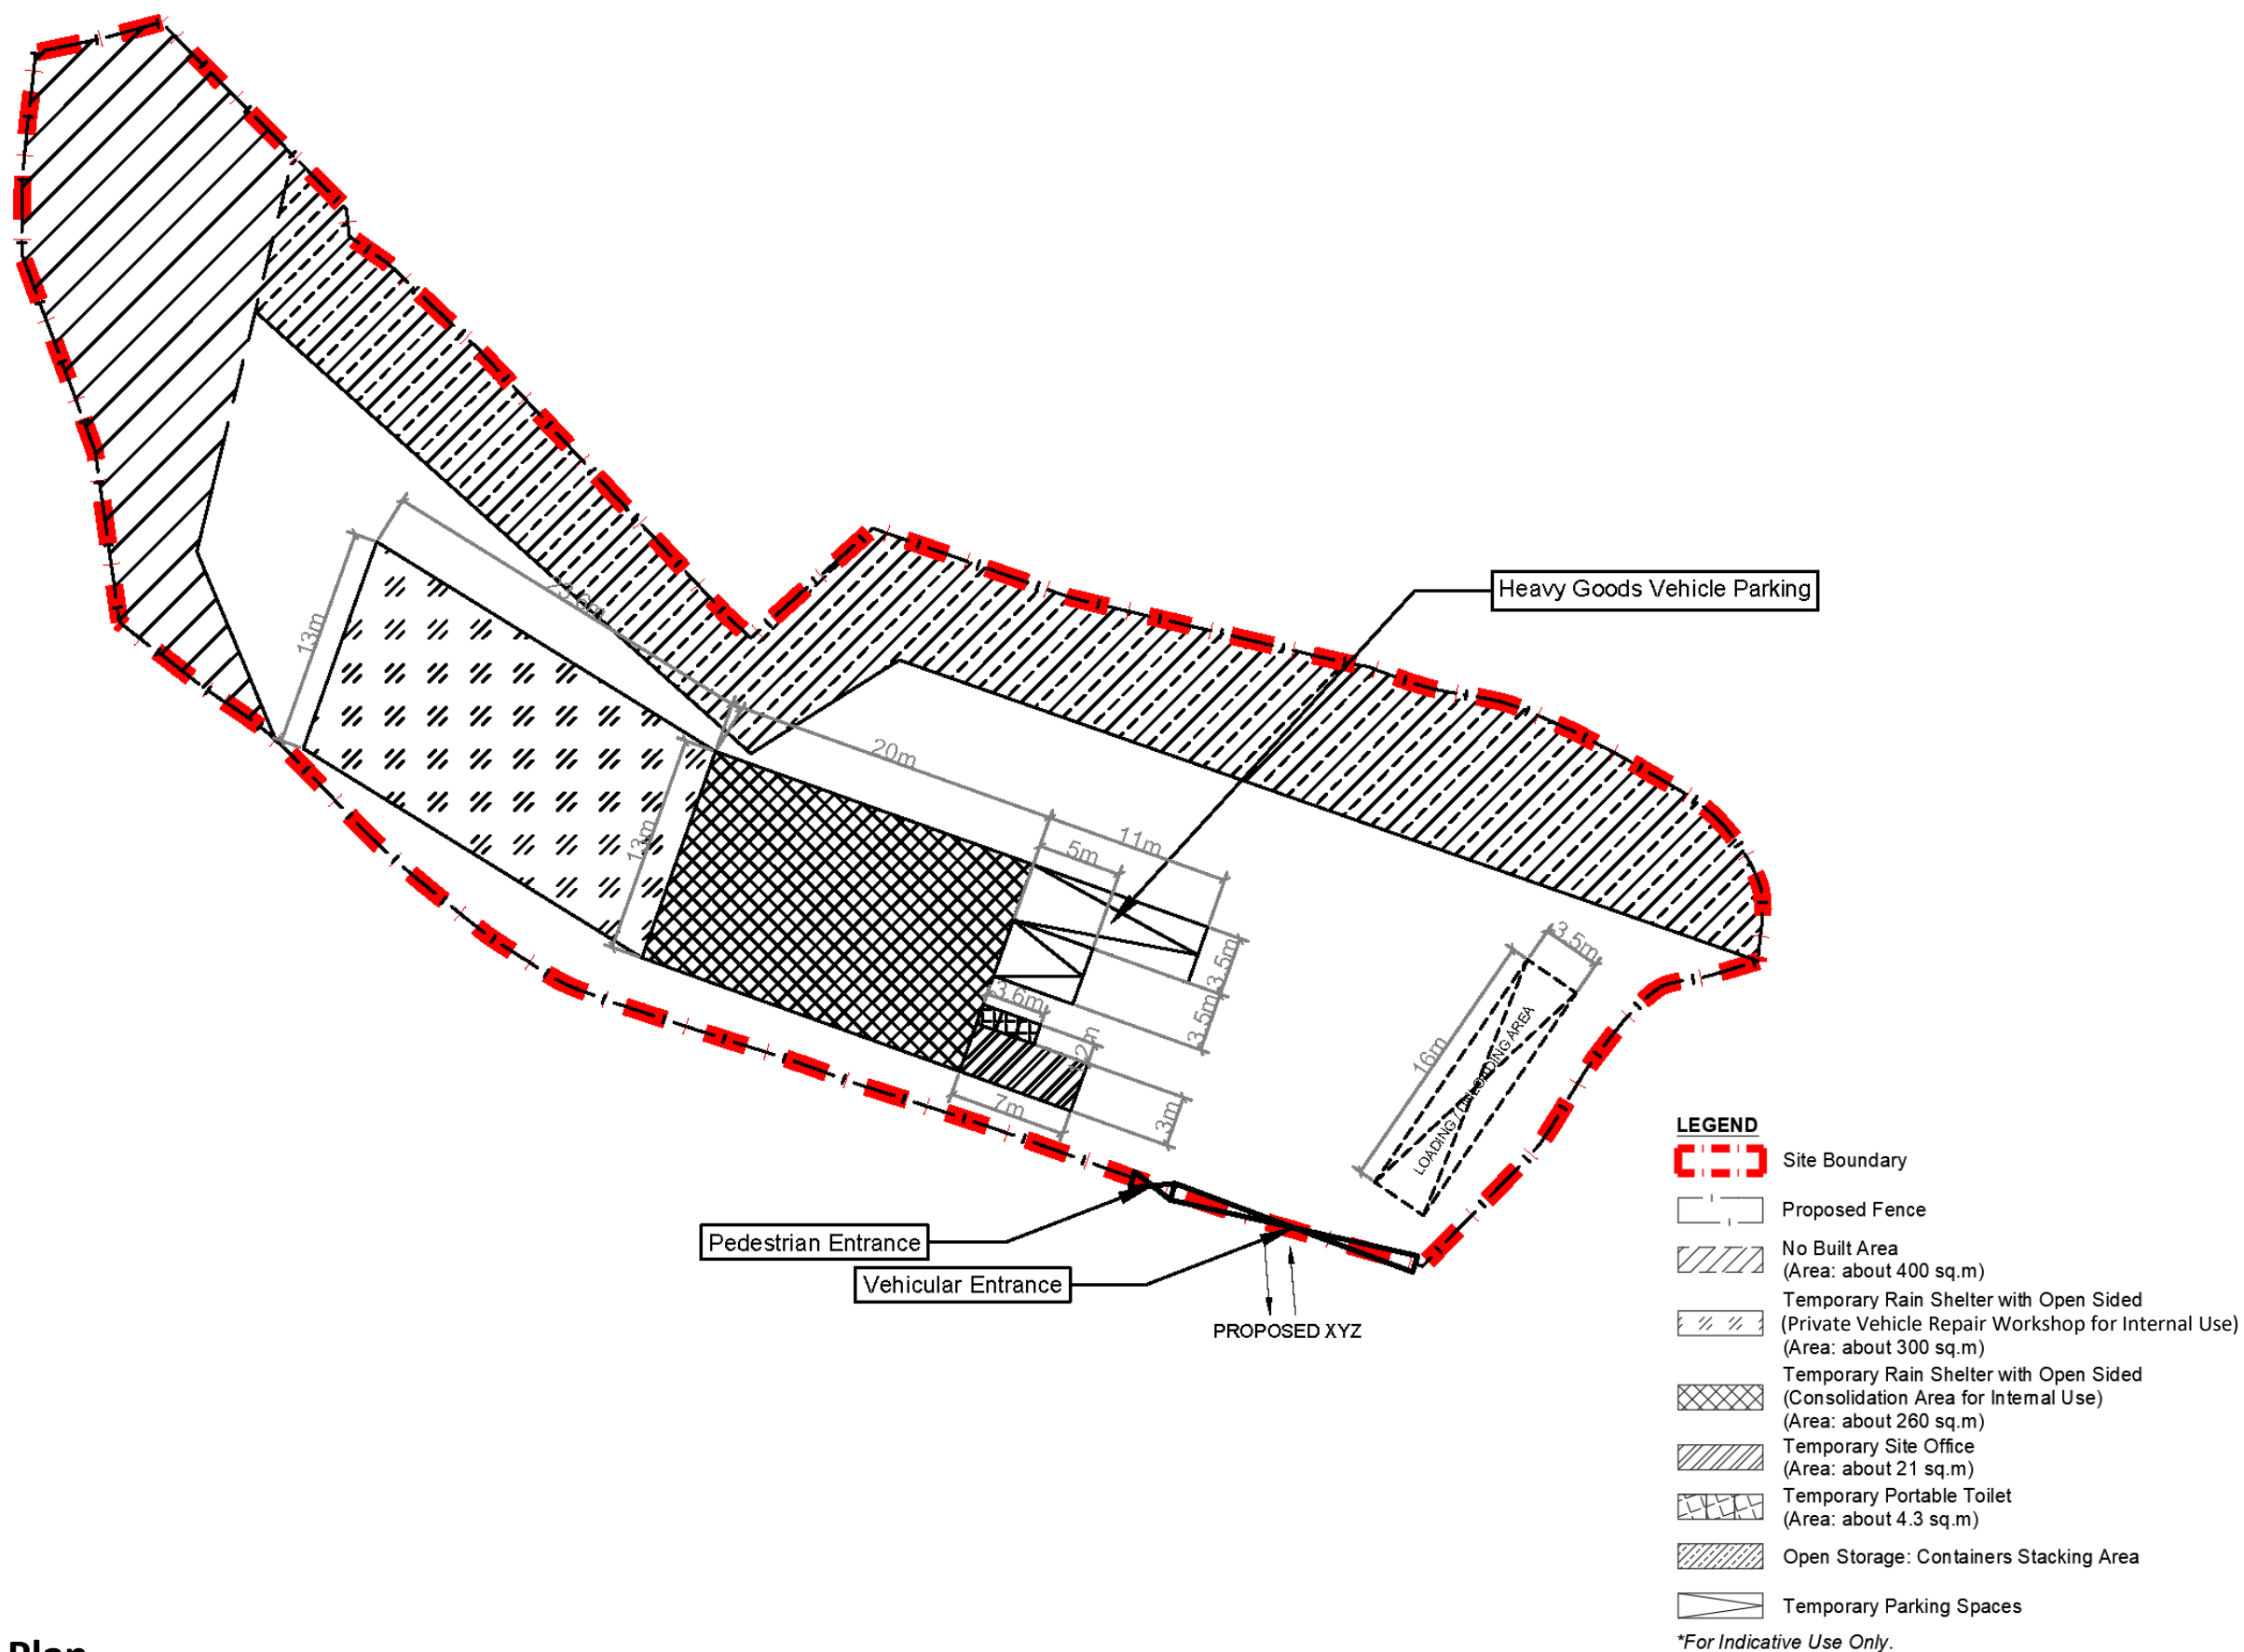 Heavy Goods Vehicle Parking
13m
20m
11m
13m
5m
3.5m
3.5m
3.6m
3.5m
16m
LOADING / UNLOADING AREA
7m
3m
Pedestrian Entrance
Vehicular Entrance
PROPOSED XYZ
LEGEND
Site Boundary
Proposed Fence
No Built Area
(Area: about 400 sq.m)
Temporary Rain Shelter with Open Sided
(Private Vehicle Repair Workshop for Internal Use)
(Area: about 300 sq.m)
Temporary Rain Shelter with Open Sided
(Consolidation Area for Internal Use)
(Area: about 260 sq.m)
Temporary Site Office
(Area: about 21 sq.m)
Temporary Portable Toilet
(Area: about 4.3 sq.m)
Open Storage: Containers Stacking Area
Temporary Parking Spaces
*For Indicative Use Only.
Plan